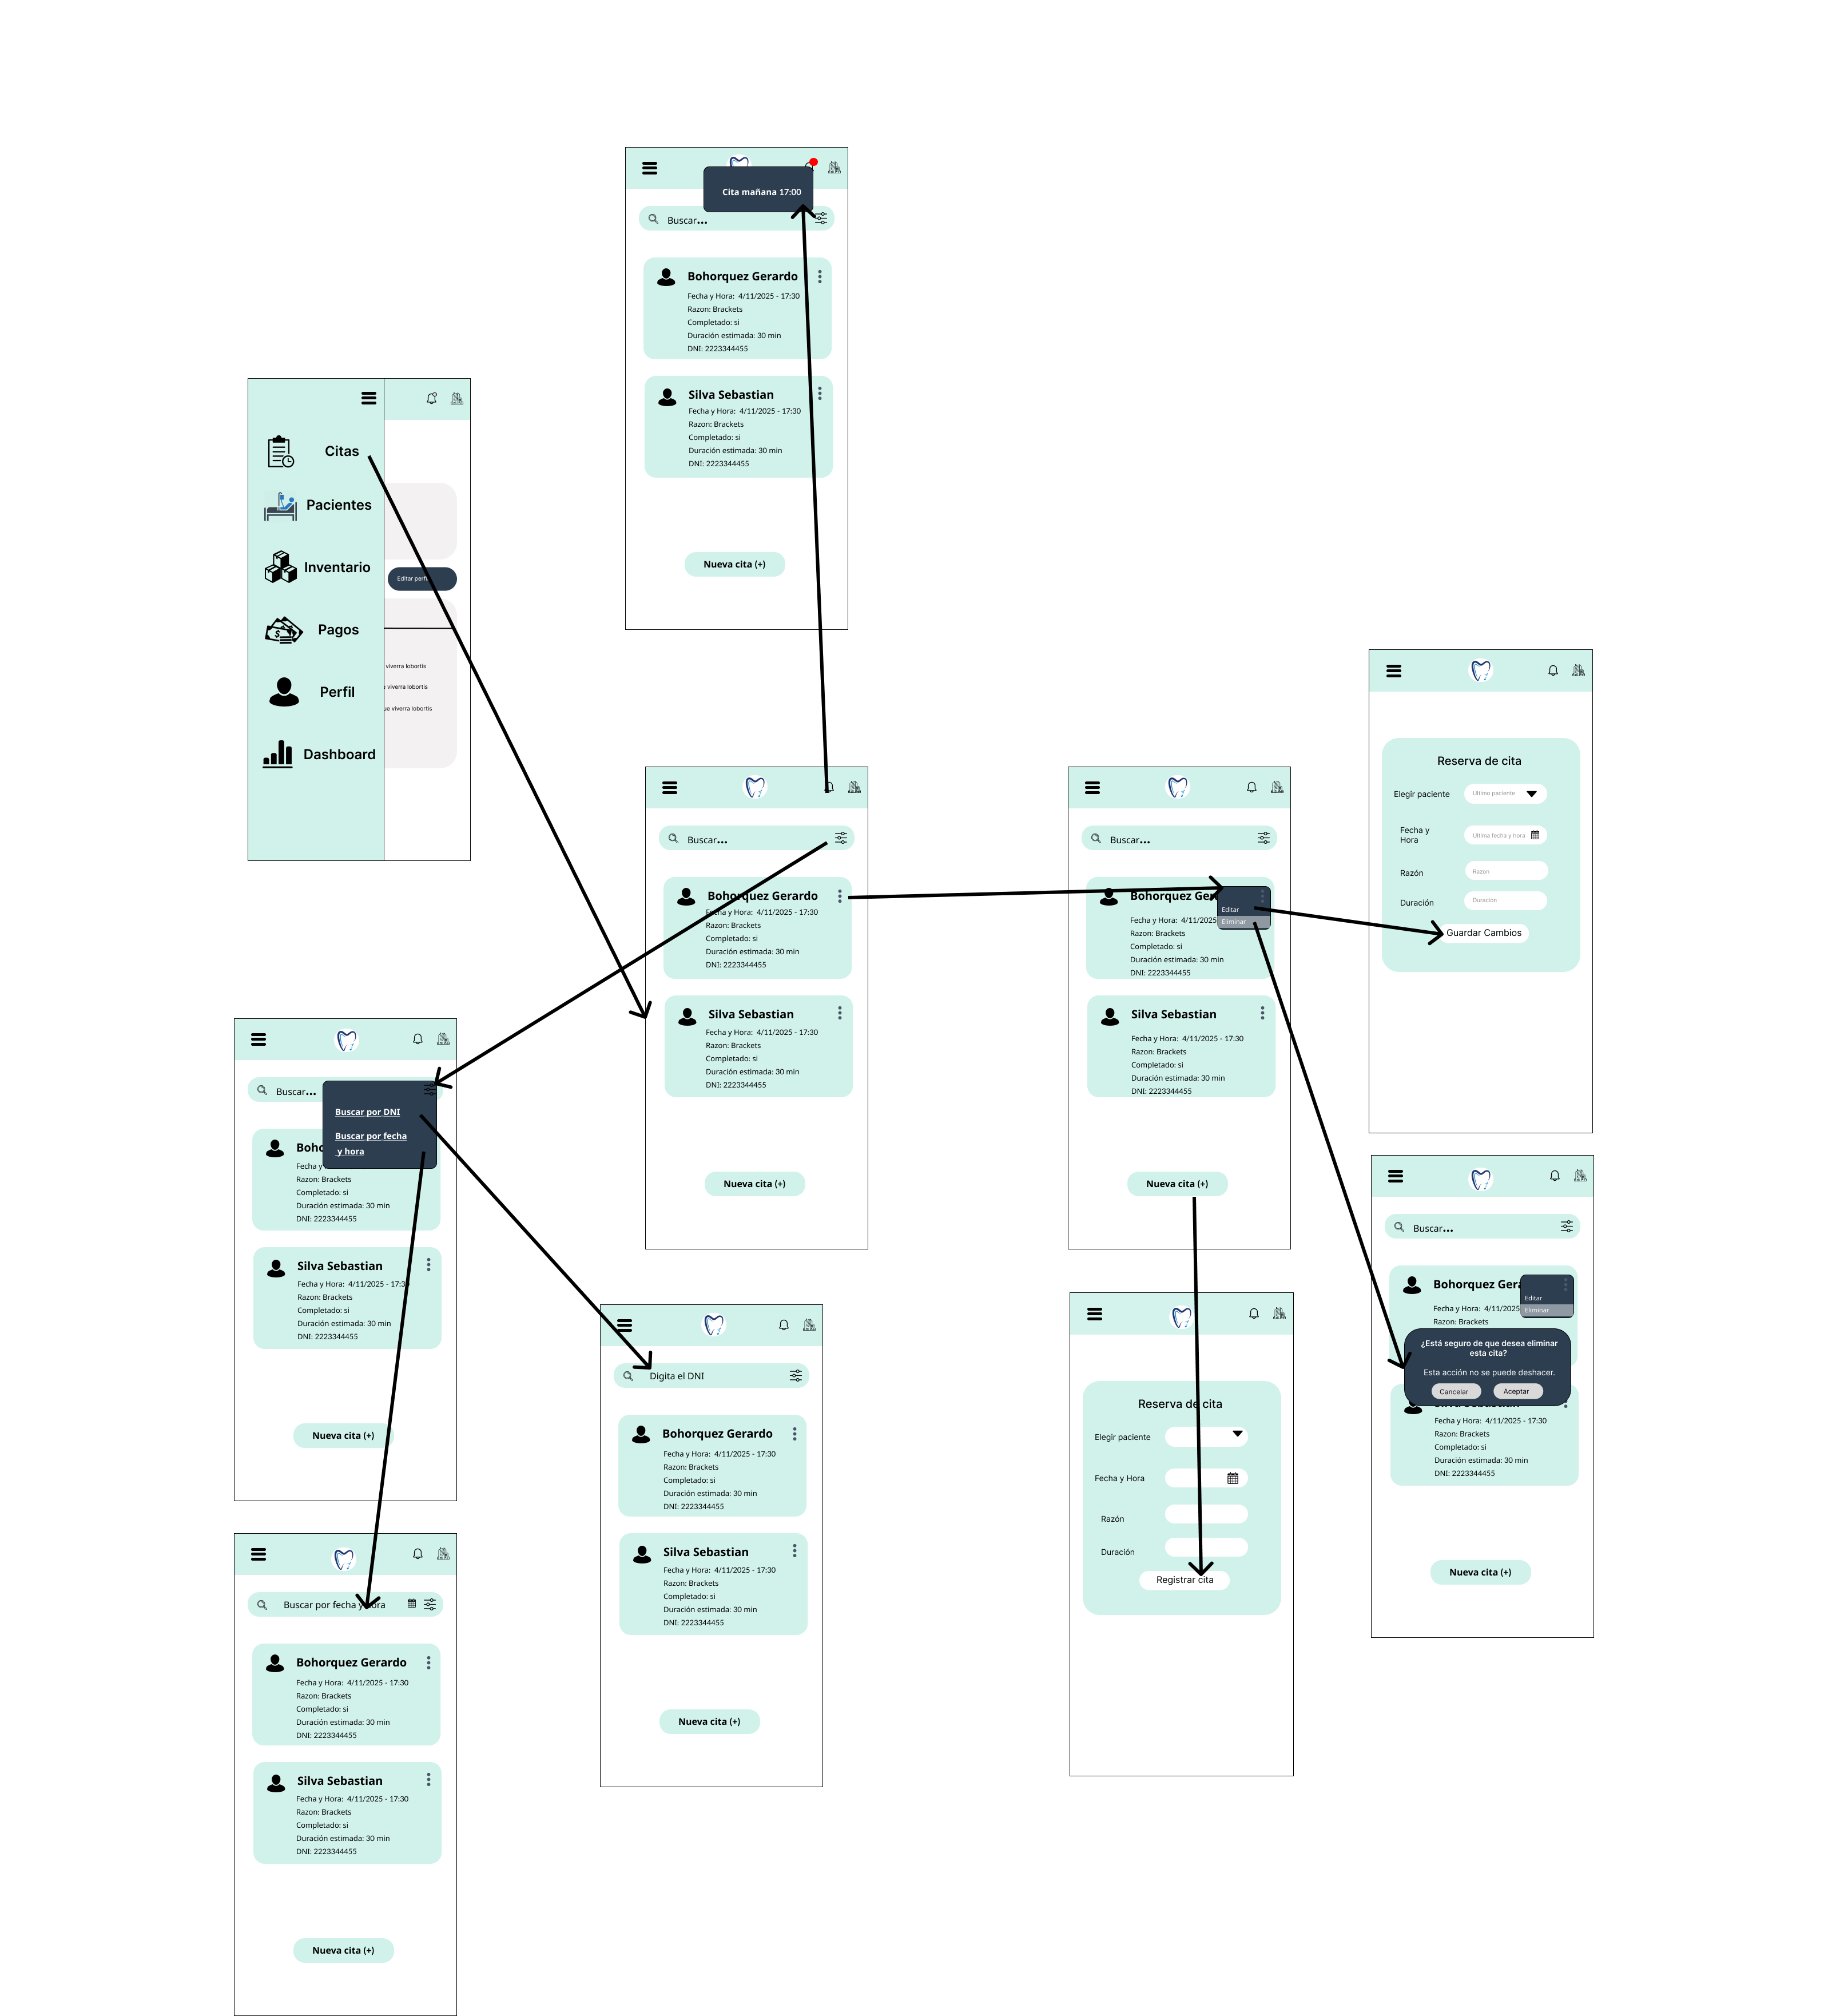 Cita mañana 17:00
Buscar...
Bohorquez Gerardo
Fecha y Hora: 4/11/2025 - 17:30
Razon: Brackets
Completado: si
Duración estimada: 30 min
DNI: 2223344455
Silva Sebastian
Fecha y Hora: 4/11/2025 - 17:30
Razon: Brackets
Completado: si
Duración estimada: 30 min
DNI: 2223344455
Nueva cita (+)
Citas
Pacientes
Inventario
Pagos
Perfil
Dashboard
Editar perfi
viverra lobortis
viverra lobortis
ue viverra lobortis
Buscar...
Bohorquez Gerardo
Fecha y Hora: 4/11/2025 - 17:30
Razon: Brackets
Completado: si
Duración estimada: 30 min
DNI: 2223344455
Silva Sebastian
Fecha y Hora: 4/11/2025 - 17:30
Razon: Brackets
Completado: si
Duración estimada: 30 min
DNI: 2223344455
Nueva cita (+)
Buscar...
Bohorquez Gera
Editar
Eliminar
Fecha y Hora: 4/11/2025
Razon: Brackets
Completado: si
Duración estimada: 30 min
DNI: 2223344455
Silva Sebastian
Fecha y Hora: 4/11/2025 - 17:30
Razon: Brackets
Completado: si
Duración estimada: 30 min
DNI: 2223344455
Nueva cita (+)
Reserva de cita
Elegir paciente
Ultimo paciente
Fecha y
Hora
Ultima fecha y hora
Razón
Razon
Duración
Duracion
Guardar Cambios
Buscar...
Buscar por DNI
Buscar por fecha
y hora
Boho
Fecha y
Razon: Brackets
Completado: si
Duración estimada: 30 min
DNI: 2223344455
Silva Sebastian
Fecha y Hora: 4/11/2025 - 17:30
Razon: Brackets
Completado: si
Duración estimada: 30 min
DNI: 2223344455
Nueva cita (+)
Digita el DNI
Bohorquez Gerardo
Fecha y Hora: 4/11/2025 - 17:30
Razon: Brackets
Completado: si
Duración estimada: 30 min
DNI: 2223344455
Silva Sebastian
Fecha y Hora: 4/11/2025 - 17:30
Razon: Brackets
Completado: si
Duración estimada: 30 min
DNI: 2223344455
Nueva cita (+)
Reserva de cita
Elegir paciente
Fecha y Hora
Razón
Duración
Registrar cita
Buscar...
Bohorquez Gera
Editar
Eliminar
Fecha y Hora: 4/11/2025
Razon: Brackets
¿Está seguro de que desea eliminar
esta cita?
Esta acción no se puede deshacer.
Cancelar
Aceptar
Fecha y Hora: 4/11/2025 - 17:30
Razon: Brackets
Completado: si
Duración estimada: 30 min
DNI: 2223344455
Nueva cita (+)
Buscar por fecha y hora
Bohorquez Gerardo
Fecha y Hora: 4/11/2025 - 17:30
Razon: Brackets
Completado: si
Duración estimada: 30 min
DNI: 2223344455
Silva Sebastian
Fecha y Hora: 4/11/2025 - 17:30
Razon: Brackets
Completado: si
Duración estimada: 30 min
DNI: 2223344455
Nueva cita (+)